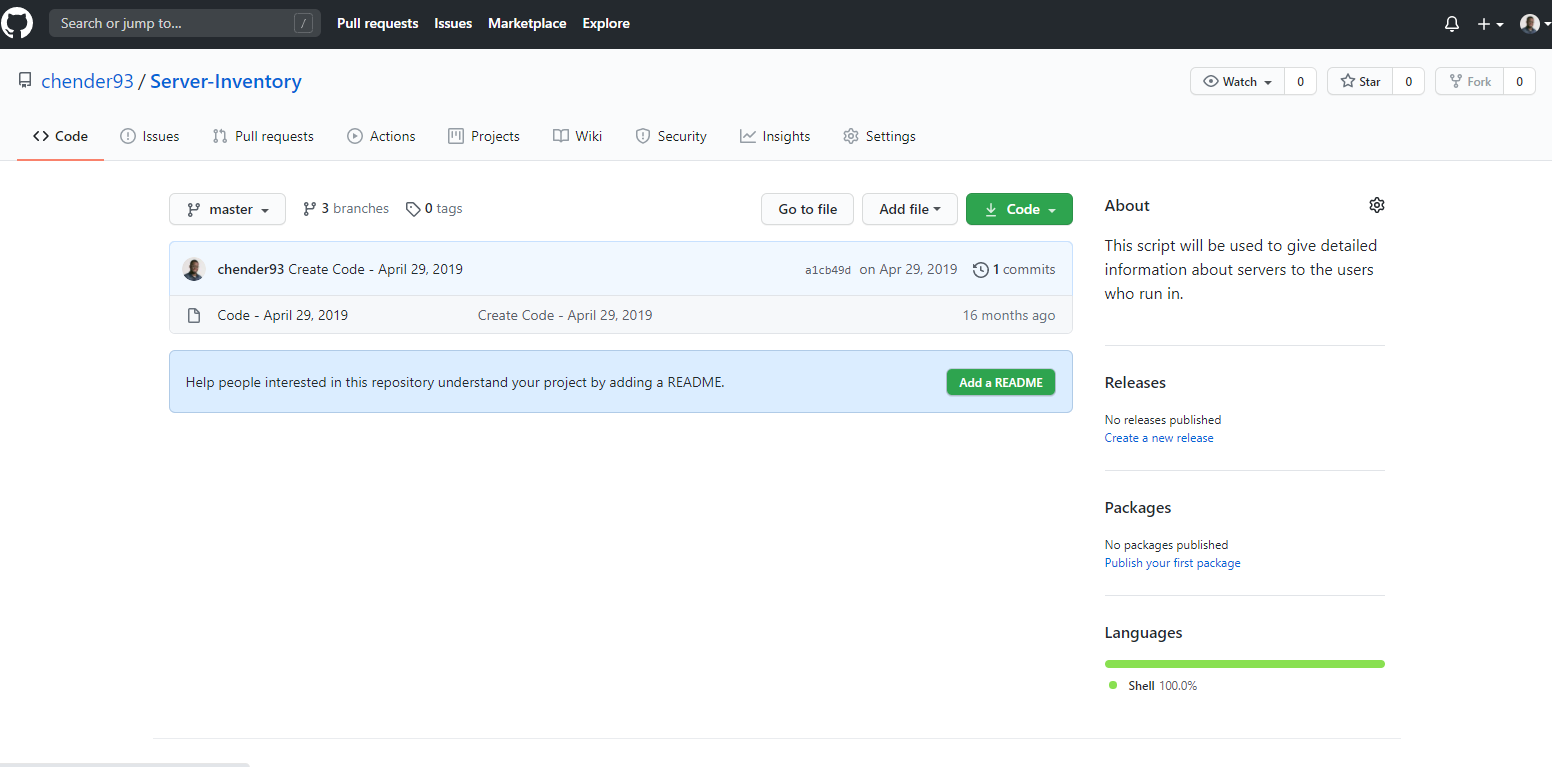 Search or jump to... / Pull requests Issues Marketplace Explore
chender93 / Server-Inventory Watch 0 Star 0 Fork 0
Code Issues Pull requests Actions Projects Wiki Security Insights Settings
master 3 branches 0 tags Go to file Add file Code
chender93 Create Code - April 29, 2019 a1cb49d on Apr 29, 2019 1 commits
Code - April 29, 2019 Create Code - April 29, 2019 16 months ago
Help people interested in this repository understand your project by adding a README. Add a README
About
This script will be used to give detailed
information about servers to the users
who run in.
Releases
No releases published
Create a new release
Packages
No packages published
Publish your first package
Languages
Shell 100.0%